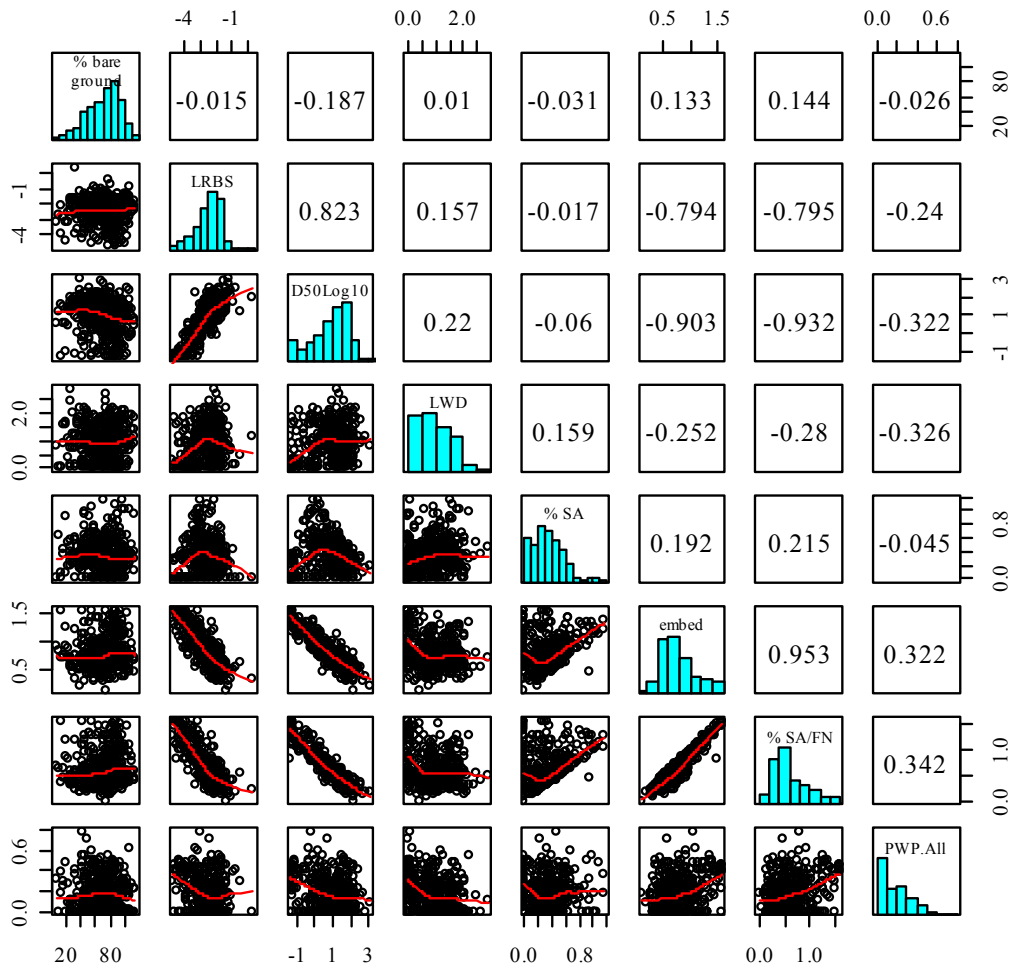 -4 -1 0.0 2.0 0.5 1.5 0.0 0.6
% bare
ground
-0.015 -0.187 0.01 -0.031 0.133 0.144 -0.026
20 80
-4 -1
LRBS
0.823 0.157 -0.017 -0.794 -0.795 -0.24
D50Log10
0.22 -0.06 -0.903 -0.932 -0.322
-1 1 3
0.0 2.0
LWD
0.159 -0.252 -0.28 -0.326
% SA
0.192 0.215 -0.045
0.0 0.8
0.5 1.5
embed
0.953 0.322
% SA/FN
0.342
0.0 1.0
0.0 0.6
PWP.All
20 80 -1 1 3 0.0 0.8 0.0 1.0